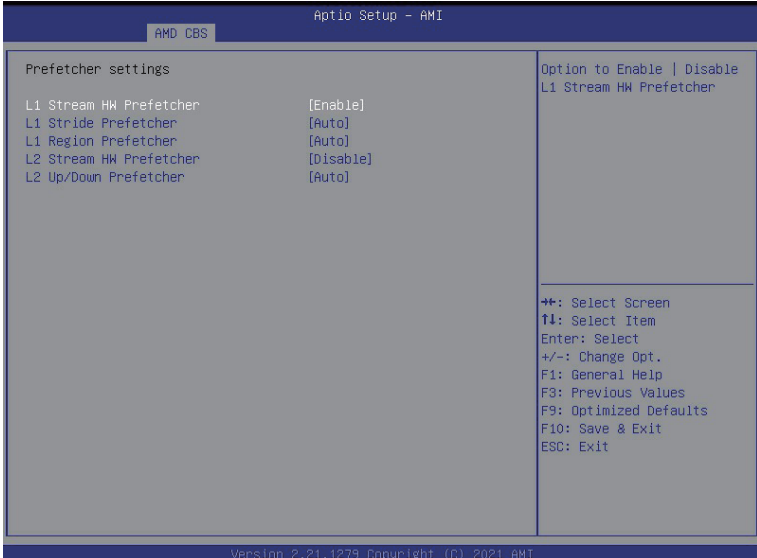 Aptio Setup – AMI
AMD CBS
Prefetcher settings
L1 Stream HW Prefetcher [Enable]
L1 Stride Prefetcher [Auto]
L1 Region Prefetcher [Auto]
L2 Stream HW Prefetcher [Disable]
L2 Up/Down Prefetcher [Auto]
Option to Enable | Disable
L1 Stream HW Prefetcher
→←: Select Screen
↑↓: Select Item
Enter: Select
+/-: Change Opt.
F1: General Help
F3: Previous Values
F9: Optimized Defaults
F10: Save & Exit
ESC: Exit
Version 2.21.1279 Copyright (C) 2021 AMI